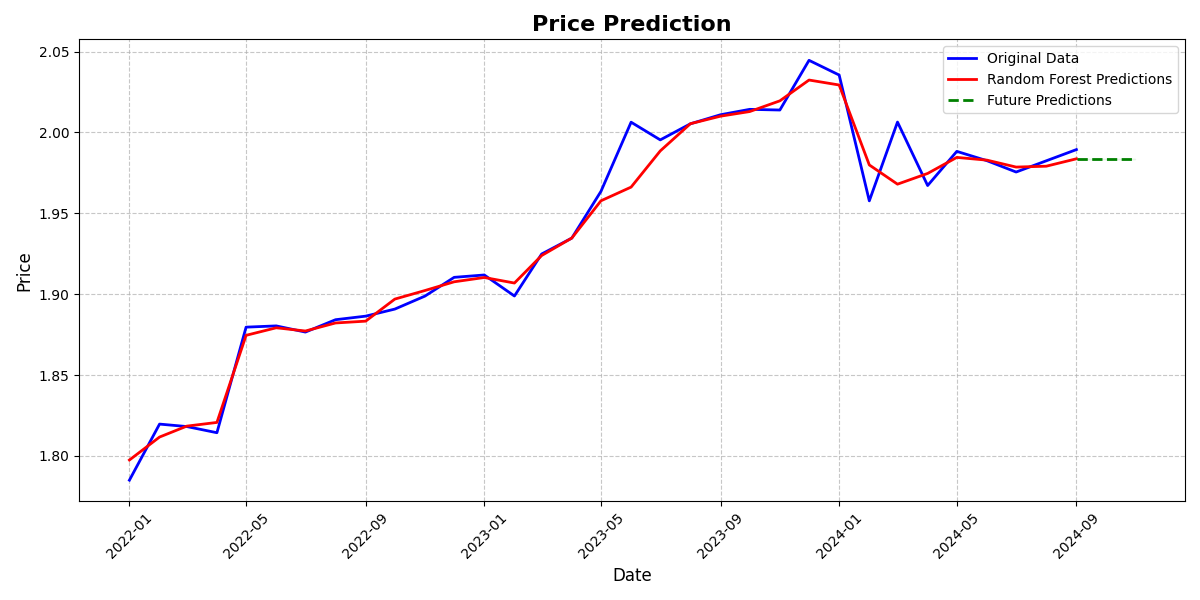 Price Prediction
Original Data
Random Forest Predictions
Future Predictions
Price
2.05
2.00
1.95
1.90
1.85
1.80
2022-01
2022-05
2022-09
2023-01
2023-05
2023-09
2024-01
2024-05
2024-09
Date